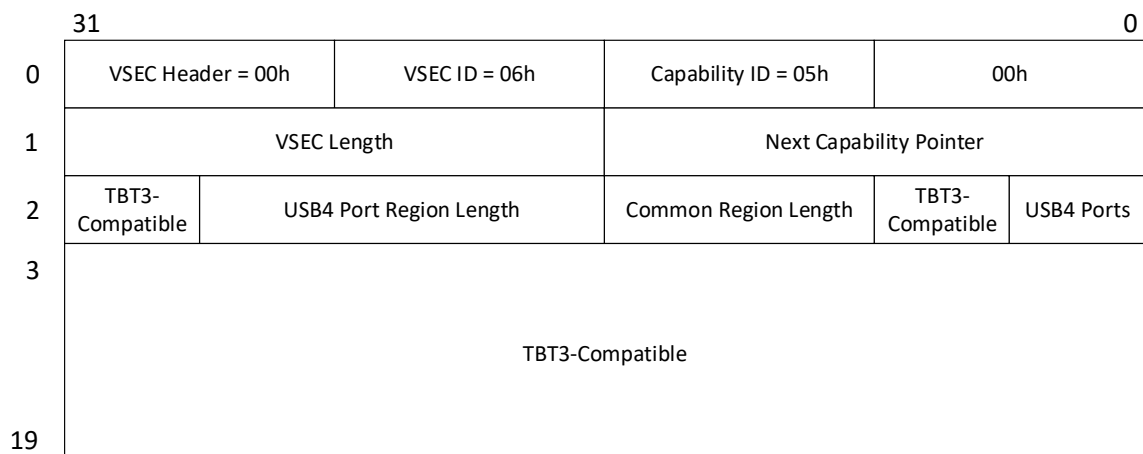 31 0
0 VSEC Header = 00h VSEC ID = 06h Capability ID = 05h 00h
1 VSEC Length Next Capability Pointer
2 TBT3-
Compatible USB4 Port Region Length Common Region Length TBT3-
Compatible USB4 Ports
3
TBT3-Compatible
19